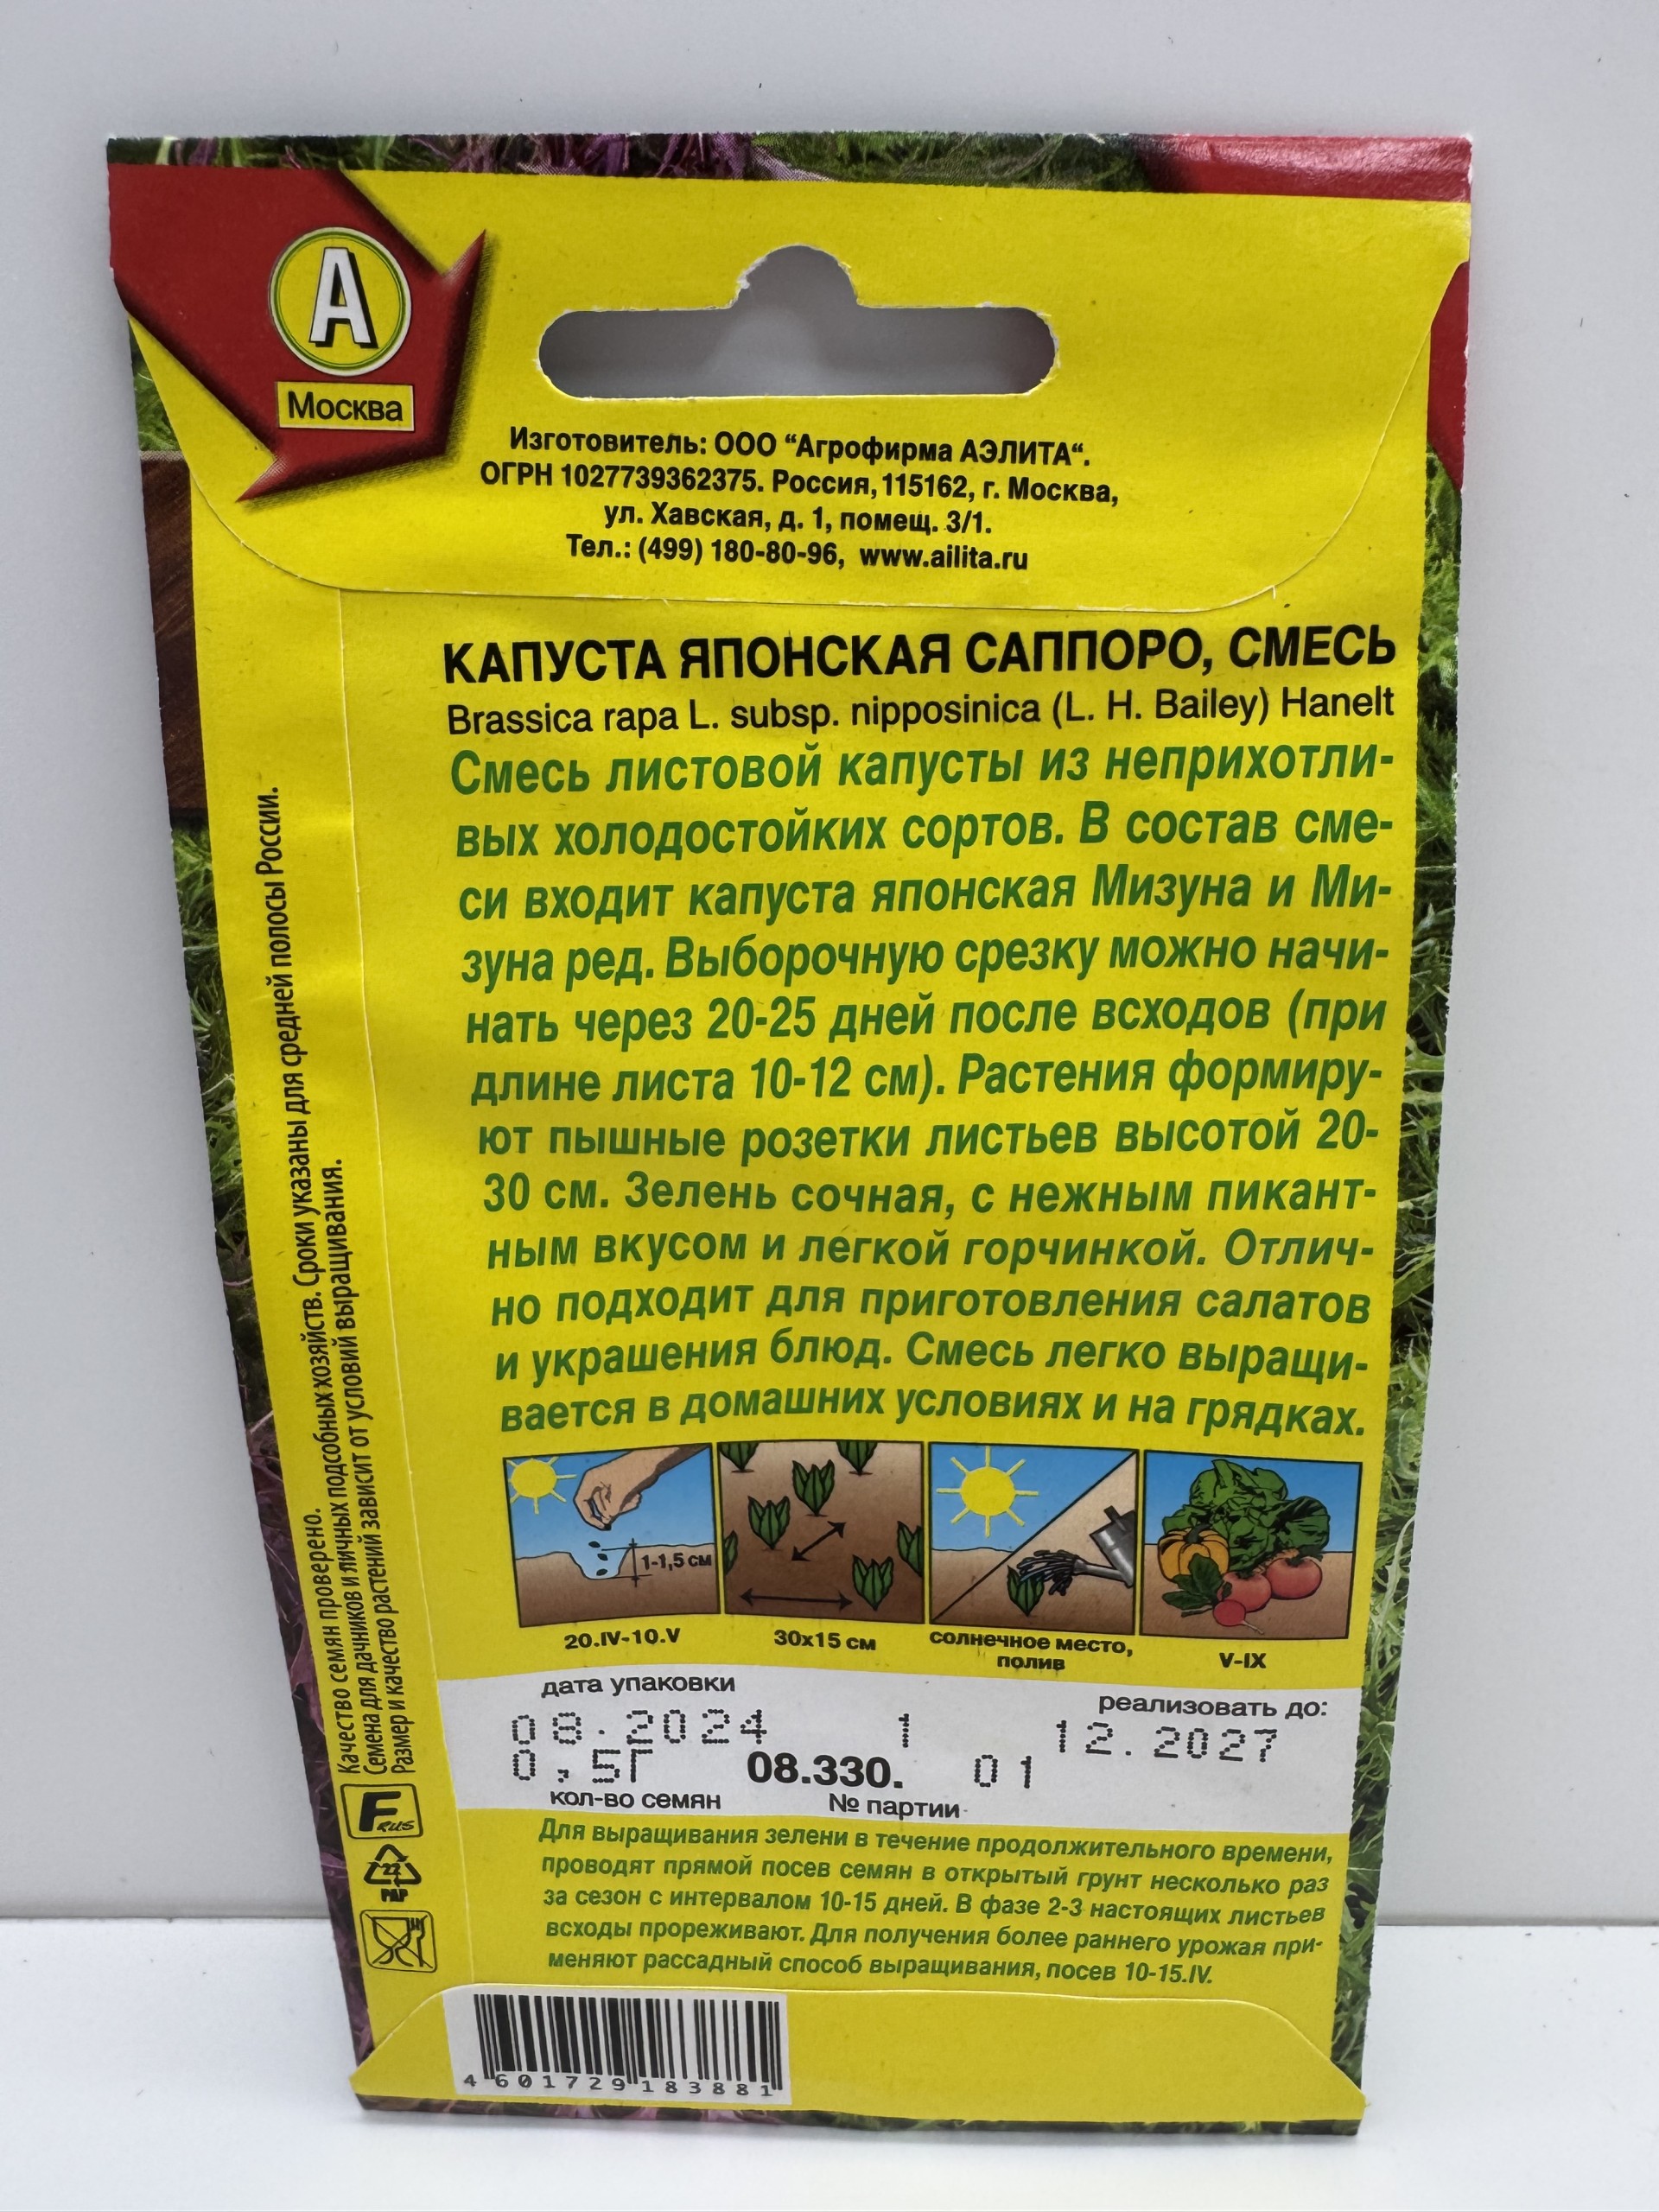 А
Москва
Изготовитель: ООО “Агрофирма АЭЛИТА“.
ОГРН 1027739362375. Россия, 115162, г. Москва,
ул. Хавская, д. 1, помещ. 3/1.
Тел.: (499) 180-80-96, www.ailita.ru
КАПУСТА ЯПОНСКАЯ САППОРО, СМЕСЬ
Brassica rapa L. subsp. nipposinica (L. H. Bailey) Hanelt
Смесь листовой капусты из неприхотли-
вых холодостойких сортов. В состав сме-
си входит капуста японская Мизуна и Ми-
зуна ред. Выборочную срезку можно начи-
нать через 20-25 дней после всходов (при
длине листа 10-12 см). Растения формиру-
ют пышные розетки листьев высотой 20-
30 см. Зелень сочная, с нежным пикант-
ным вкусом и легкой горчинкой. Отлич-
но подходит для приготовления салатов
и украшения блюд. Смесь легко выращи-
вается в домашних условиях и на грядках.
1-1,5 см
20.IV-10.V
30х15 см
солнечное место,
полив
V-IX
дата упаковки
реализовать до:
08.2024 1 12.2027
0,5Г 08.330. 01
кол-во семян
№ партии
Для выращивания зелени в течение продолжительного времени,
проводят прямой посев семян в открытый грунт несколько раз
за сезон с интервалом 10-15 дней. В фазе 2-3 настоящих листьев
всходы прореживают. Для получения более раннего урожая при-
меняют рассадный способ выращивания, посев 10-15.IV.
Качество семян проверено.
Семена для дачников и личных подсобных хозяйств. Сроки указаны для средней полосы России.
Размер и качество растений зависит от условий выращивания.
F RUS
22
PAP
4 601729 183881